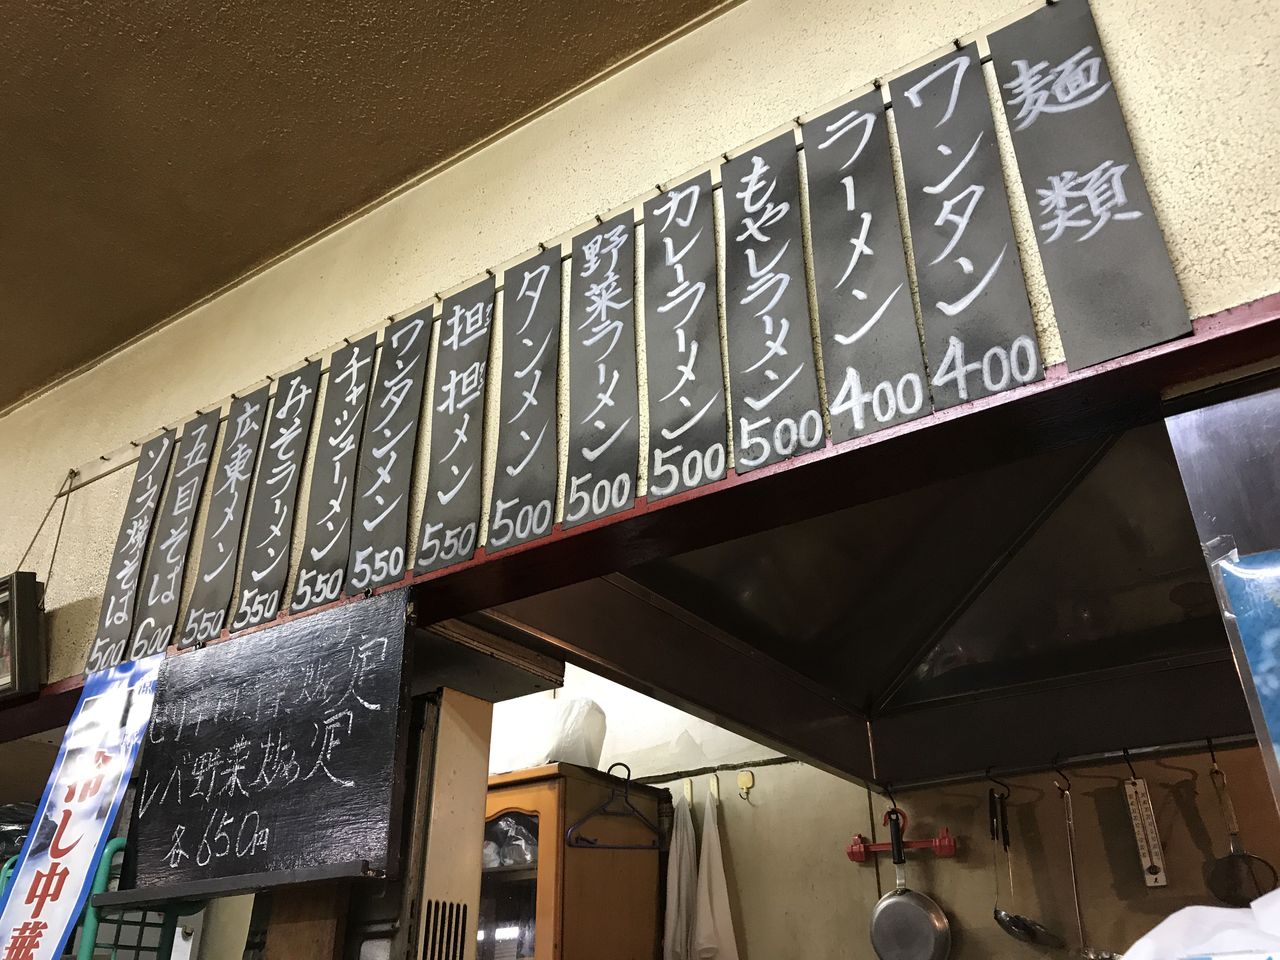 麺類
ワンタン 400
ラーメン 400
もやしラーメン 500
カレーラーメン 500
野菜ラーメン 500
タンメン 500
担担メン 550
ワンタンメン 550
チャシューメン 550
みそラーメン 550
広東メン 550
五目そば 600
ソース焼そば 500
定
レバ野菜炒め定
各650円
冷し中華